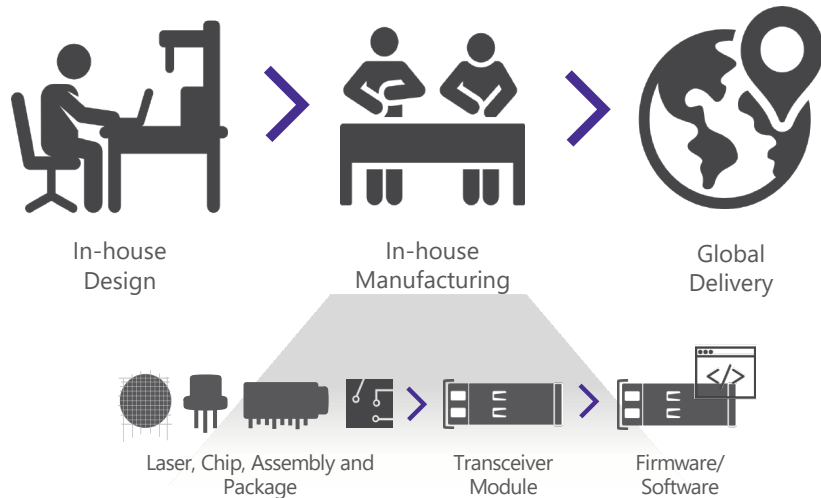 In-house
Design
In-house
Manufacturing
Global
Delivery
</>
Laser, Chip, Assembly and
Package
Transceiver
Module
Firmware/
Software